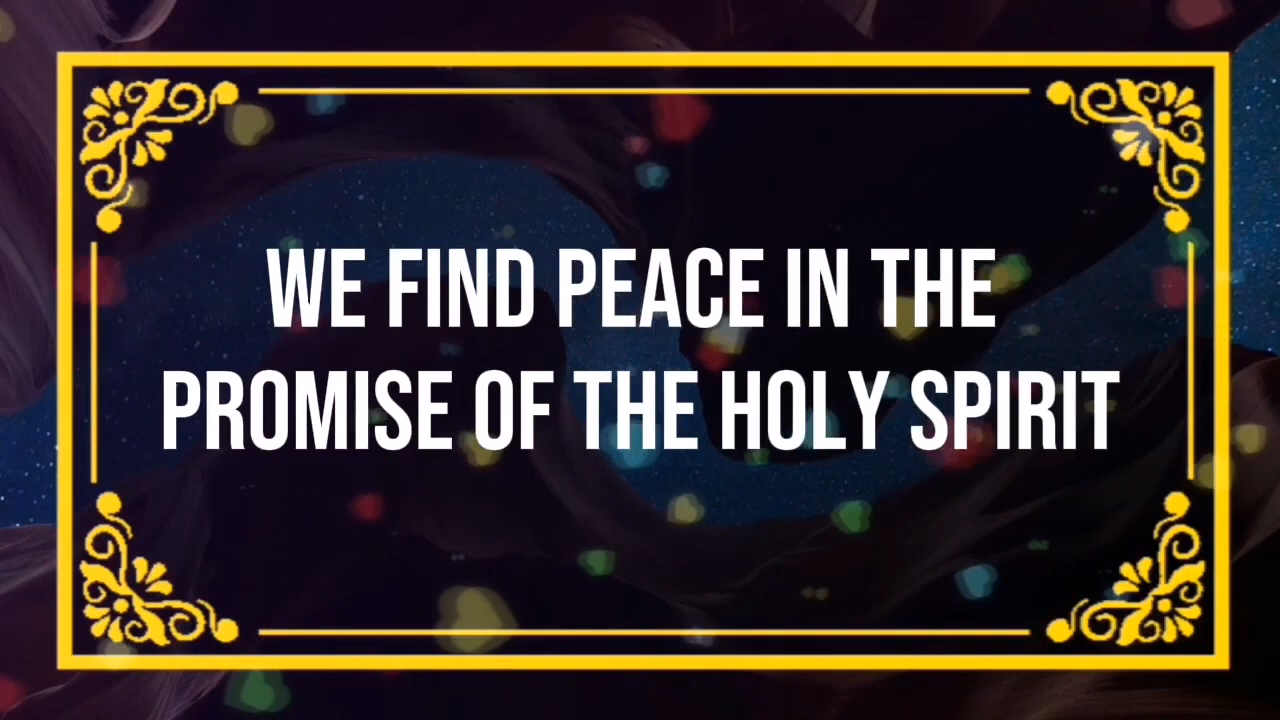 WE FIND PEACE IN THE
PROMISE OF THE HOLY SPIRIT